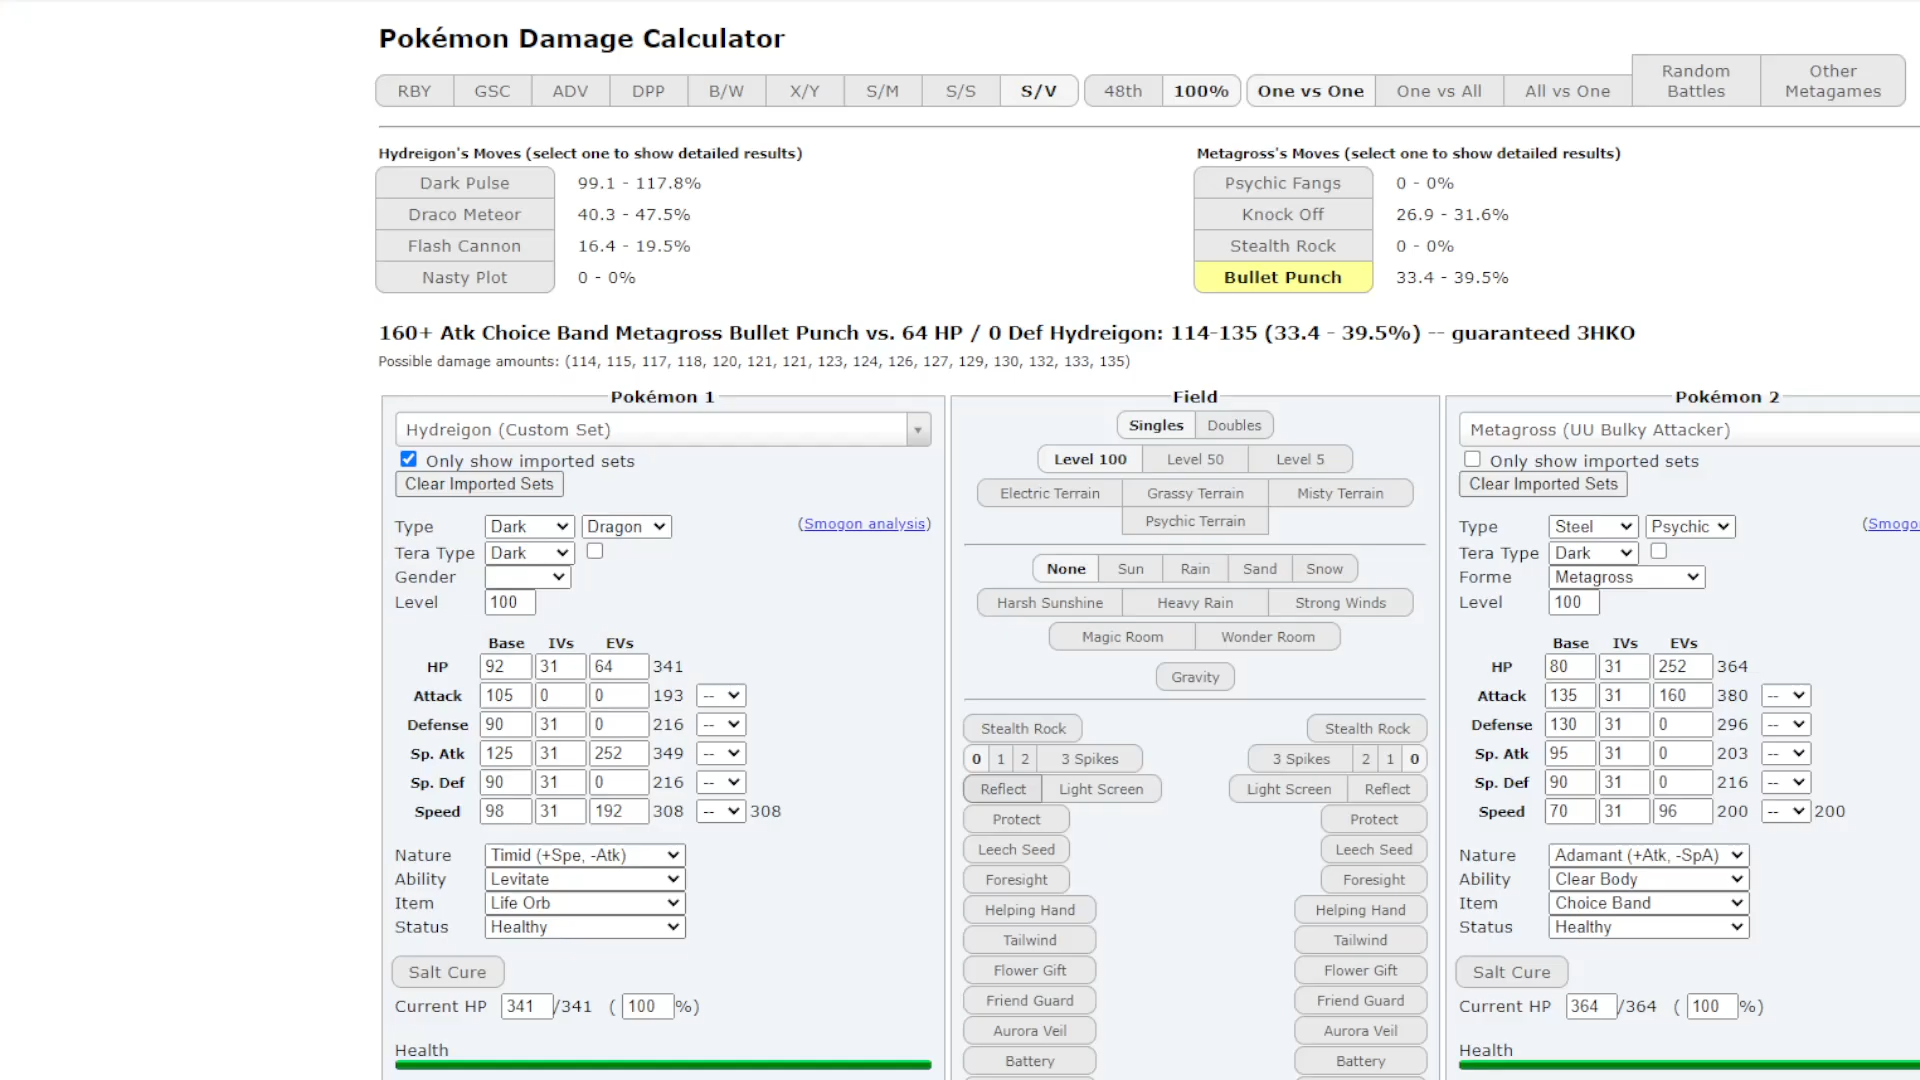 Pokémon Damage Calculator
RBY GSC ADV DPP B/W X/Y S/M S/S S/V 48th 100% One vs One One vs All All vs One Random Battles Other Metagames
Hydreigon's Moves (select one to show detailed results) Metagross's Moves (select one to show detailed results)
Dark Pulse 99.1 - 117.8% Psychic Fangs 0 - 0%
Draco Meteor 40.3 - 47.5% Knock Off 26.9 - 31.6%
Flash Cannon 16.4 - 19.5% Stealth Rock 0 - 0%
Nasty Plot 0 - 0% Bullet Punch 33.4 - 39.5%
160+ Atk Choice Band Metagross Bullet Punch vs. 64 HP / 0 Def Hydreigon: 114-135 (33.4 - 39.5%) -- guaranteed 3HKO
Possible damage amounts: (114, 115, 117, 118, 120, 121, 121, 123, 124, 126, 127, 129, 130, 132, 133, 135)
Pokémon 1
Hydreigon (Custom Set)
Only show imported sets
Clear Imported Sets
Type Dark Dragon (Smogon analysis)
Tera Type Dark
Gender
Level 100
Base IVs EVs
HP 92 31 64 341
Attack 105 0 0 193 --
Defense 90 31 0 216 --
Sp. Atk 125 31 252 349 --
Sp. Def 90 31 0 216 --
Speed 98 31 192 308 -- 308
Nature Timid (+Spe, -Atk)
Ability Levitate
Item Life Orb
Status Healthy
Salt Cure
Current HP 341 /341 ( 100 %)
Health
Field
Singles Doubles
Level 100 Level 50 Level 5
Electric Terrain Grassy Terrain Misty Terrain
Psychic Terrain
None Sun Rain Sand Snow
Harsh Sunshine Heavy Rain Strong Winds
Magic Room Wonder Room
Gravity
Stealth Rock Stealth Rock
0 1 2 3 Spikes 3 Spikes 2 1 0
Reflect Light Screen Light Screen Reflect
Protect Protect
Leech Seed Leech Seed
Foresight Foresight
Helping Hand Helping Hand
Tailwind Tailwind
Flower Gift Flower Gift
Friend Guard Friend Guard
Aurora Veil Aurora Veil
Battery Battery
Pokémon 2
Metagross (UU Bulky Attacker)
Only show imported sets
Clear Imported Sets
Type Steel Psychic (Smogo
Tera Type Dark
Forme Metagross
Level 100
Base IVs EVs
HP 80 31 252 364
Attack 135 31 160 380 --
Defense 130 31 0 296 --
Sp. Atk 95 31 0 203 --
Sp. Def 90 31 0 216 --
Speed 70 31 96 200 -- 200
Nature Adamant (+Atk, -SpA)
Ability Clear Body
Item Choice Band
Status Healthy
Salt Cure
Current HP 364 /364 ( 100 %)
Health